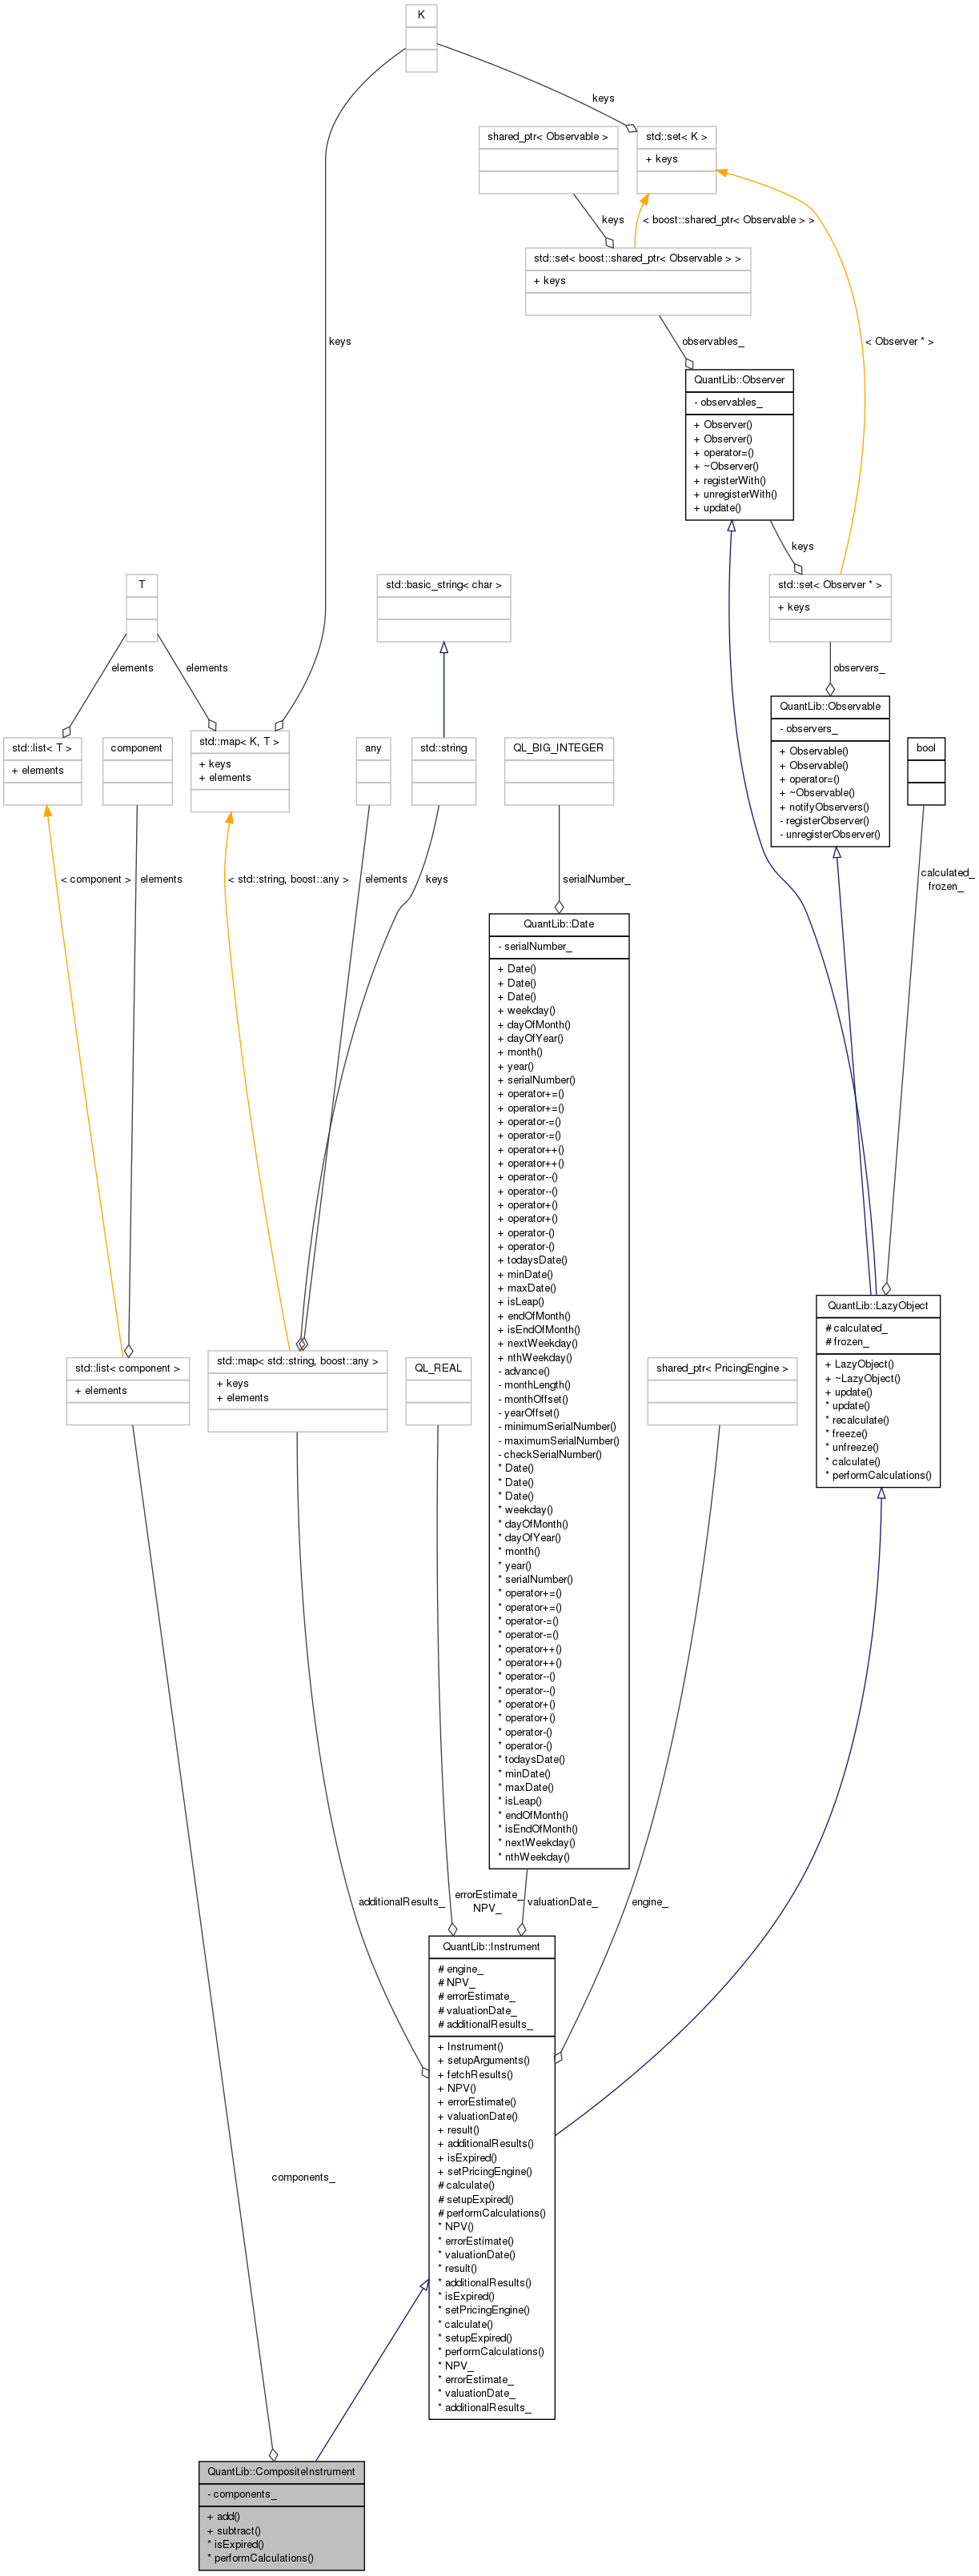 K
keys
shared_ptr< Observable >
std::set< K >
+ keys
keys
< boost::shared_ptr< Observable > >
std::set< boost::shared_ptr< Observable > >
+ keys
keys
observables_
< Observer * >
QuantLib::Observer
- observables_
+ Observer()
+ Observer()
+ operator=()
+ ~Observer()
+ registerWith()
+ unregisterWith()
+ update()
keys
T
std::basic_string< char >
std::set< Observer * >
+ keys
elements
elements
observers_
std::list< T >
+ elements
component
std::map< K, T >
+ keys
+ elements
any
std::string
QL_BIG_INTEGER
QuantLib::Observable
- observers_
+ Observable()
+ Observable()
+ operator=()
+ ~Observable()
+ notifyObservers()
- registerObserver()
- unregisterObserver()
bool
< component >
elements
< std::string, boost::any >
elements
keys
serialNumber_
calculated_
frozen_
QuantLib::Date
- serialNumber_
+ Date()
+ Date()
+ Date()
+ weekday()
+ dayOfMonth()
+ dayOfYear()
+ month()
+ year()
+ serialNumber()
+ operator+=()
+ operator+=()
+ operator-=()
+ operator-=()
+ operator++()
+ operator++()
+ operator--()
+ operator--()
+ operator+()
+ operator+()
+ operator-()
+ operator-()
+ todaysDate()
+ minDate()
+ maxDate()
+ isLeap()
+ endOfMonth()
+ isEndOfMonth()
+ nextWeekday()
+ nthWeekday()
- advance()
- monthLength()
- monthOffset()
- yearOffset()
- minimumSerialNumber()
- maximumSerialNumber()
- checkSerialNumber()
* Date()
* Date()
* Date()
* weekday()
* dayOfMonth()
* dayOfYear()
* month()
* year()
* serialNumber()
* operator+=()
* operator+=()
* operator-=()
* operator-=()
* operator++()
* operator++()
* operator--()
* operator--()
* operator+()
* operator+()
* operator-()
* operator-()
* todaysDate()
* minDate()
* maxDate()
* isLeap()
* endOfMonth()
* isEndOfMonth()
* nextWeekday()
* nthWeekday()
QuantLib::LazyObject
# calculated_
# frozen_
+ LazyObject()
+ ~LazyObject()
+ update()
* update()
* recalculate()
* freeze()
* unfreeze()
* calculate()
* performCalculations()
std::list< component >
+ elements
std::map< std::string, boost::any >
+ keys
+ elements
QL_REAL
shared_ptr< PricingEngine >
additionalResults_
errorEstimate_
NPV_
valuationDate_
engine_
QuantLib::Instrument
# engine_
# NPV_
# errorEstimate_
# valuationDate_
# additionalResults_
+ Instrument()
+ setupArguments()
+ fetchResults()
+ NPV()
+ errorEstimate()
+ valuationDate()
+ result()
+ additionalResults()
+ isExpired()
+ setPricingEngine()
# calculate()
# setupExpired()
# performCalculations()
* NPV()
* errorEstimate()
* valuationDate()
* result()
* additionalResults()
* isExpired()
* setPricingEngine()
* calculate()
* setupExpired()
* performCalculations()
* NPV_
* errorEstimate_
* valuationDate_
* additionalResults_
components_
QuantLib::CompositeInstrument
- components_
+ add()
+ subtract()
* isExpired()
* performCalculations()